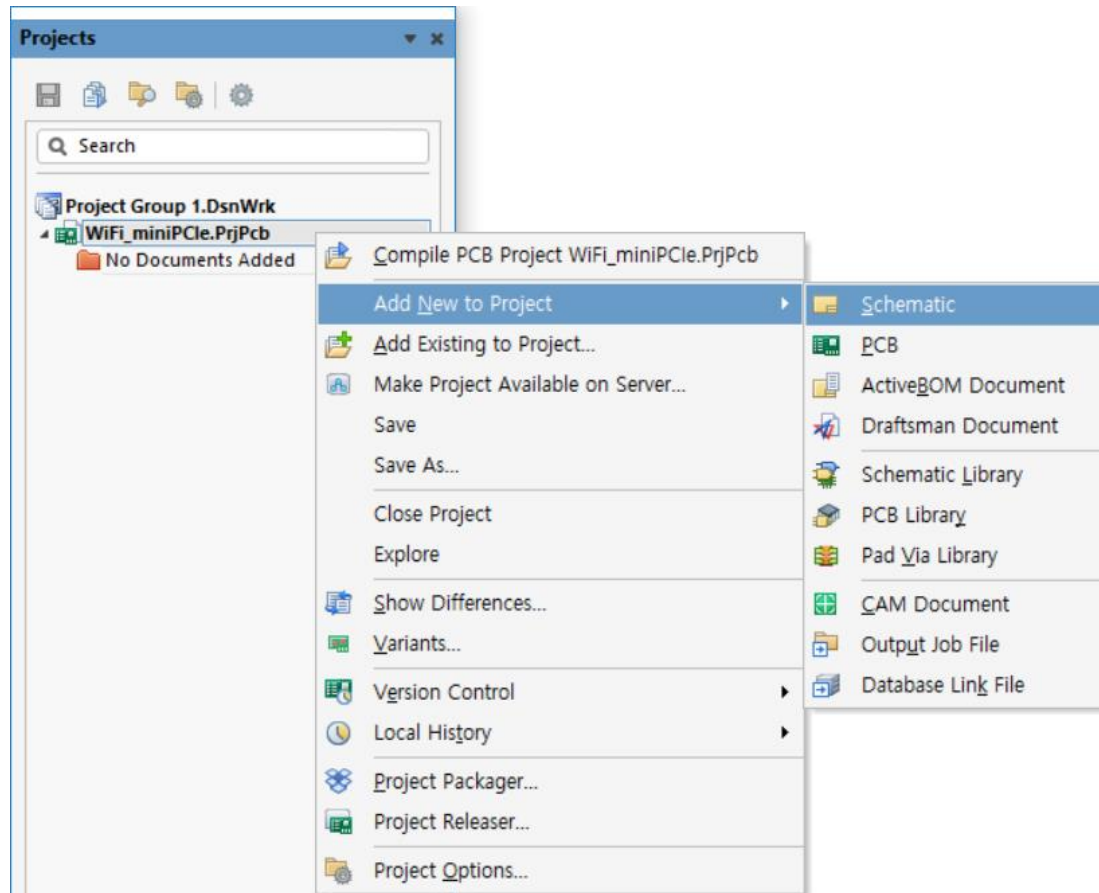 Projects
Search
Project Group 1.DsnWrk
WiFi_miniPCIe.PrjPcb
No Documents Added
Compile PCB Project WiFi_miniPCIe.PrjPcb
Add New to Project
Add Existing to Project...
Make Project Available on Server...
Save
Save As...
Close Project
Explore
Show Differences...
Variants...
Version Control
Local History
Project Packager...
Project Releaser...
Project Options...
Schematic
PCB
ActiveBOM Document
Draftsman Document
Schematic Library
PCB Library
Pad Via Library
CAM Document
Output Job File
Database Link File